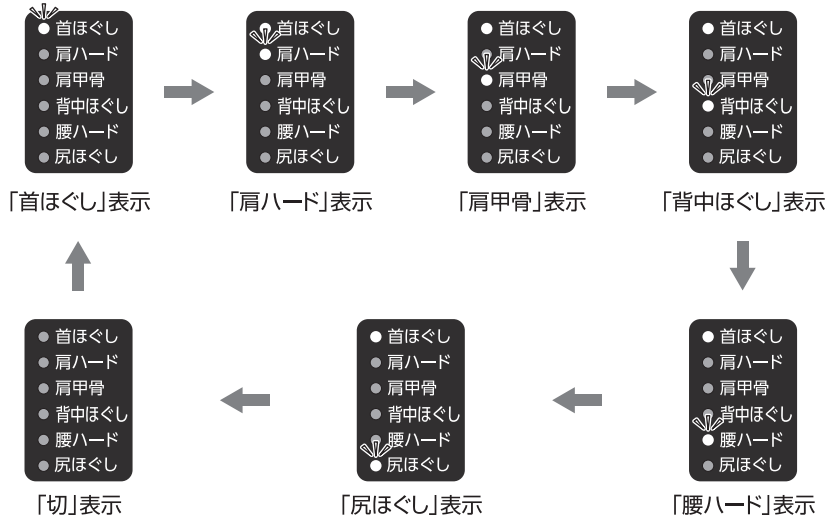 首ほぐし
肩ハード
肩甲骨
背中ほぐし
腰ハード
尻ほぐし
「首ほぐし」表示
首ほぐし
肩ハード
肩甲骨
背中ほぐし
腰ハード
尻ほぐし
「肩ハード」表示
首ほぐし
肩ハード
肩甲骨
背中ほぐし
腰ハード
尻ほぐし
「肩甲骨」表示
首ほぐし
肩ハード
肩甲骨
背中ほぐし
腰ハード
尻ほぐし
「背中ほぐし」表示
首ほぐし
肩ハード
肩甲骨
背中ほぐし
腰ハード
尻ほぐし
「切」表示
首ほぐし
肩ハード
肩甲骨
背中ほぐし
腰ハード
尻ほぐし
「尻ほぐし」表示
首ほぐし
肩ハード
肩甲骨
背中ほぐし
腰ハード
尻ほぐし
「腰ハード」表示